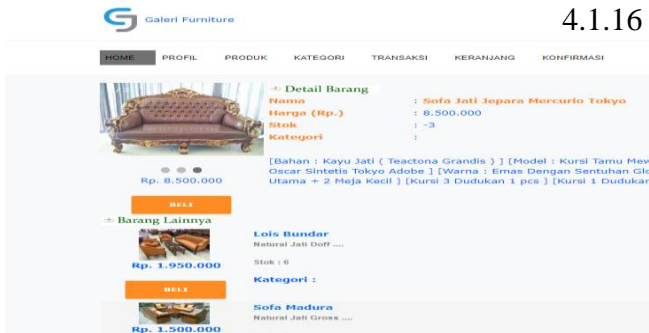 Galeri Furniture
4.1.16
HOME PROFIL PRODUK KATEGORI TRANSAKSI KERANJANG KONFIRMASI
Detail Barang
Nama : Sofa Jati Jepara Mercurio Tokyo
Harga (Rp.) : 8.500.000
Stok : -3
Kategori :
[Bahan : Kayu Jati ( Teactona Grandis ) ] [Model : Kursi Tamu Mew
Oscar Sintetis Tokyo Adobe ] [Warna : Emas Dengan Sentuhan Glo
Utama + 2 Meja Kecil ] [Kursi 3 Dudukan 1 pcs ] [Kursi 1 Dudukan
Rp. 8.500.000
BELI
Barang Lainnya
Lois Bundar
Natural Jati Doff ....
Stok : 6
Rp. 1.950.000
Kategori :
BELI
Sofa Madura
Natural Jati Gross ....
Rp. 1.500.000